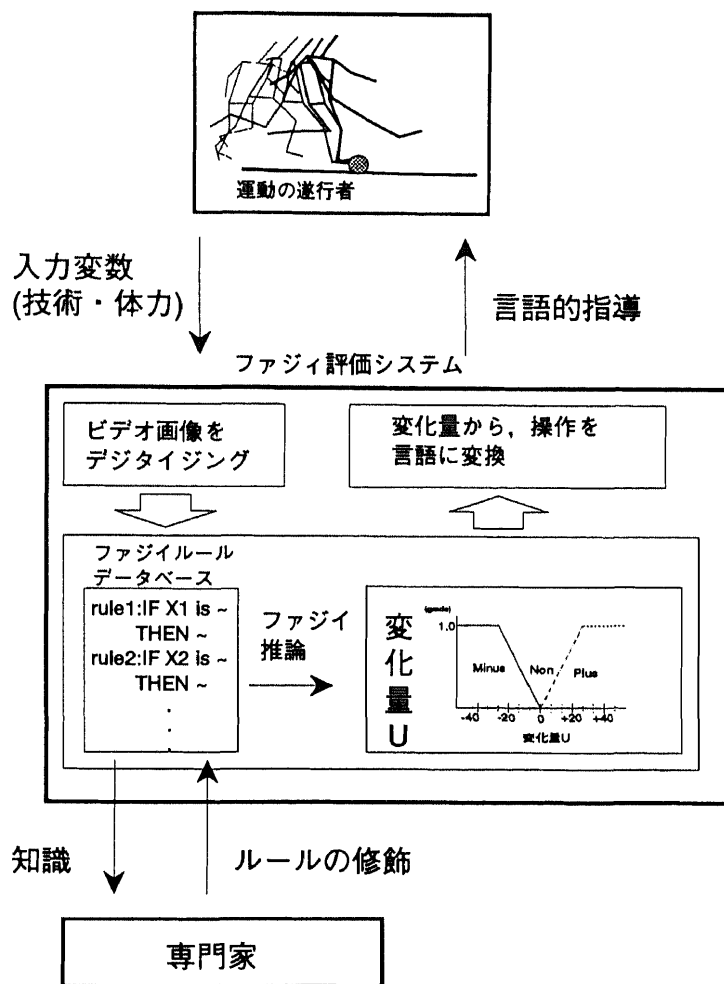 運動の遂行者
入力変数
(技術・体力)
言語的指導
ファジィ評価システム
ビデオ画像を
デジタイジング
変化量から，操作を
言語に変換
ファジイルール
データベース
rule1:IF X1 is ~
THEN ~
rule2:IF X2 is ~
THEN ~
.
.
ファジイ
推論
変
化
量
U
(grade)
1.0
Minus
Non
Plus
-40
-20
0
+20
+40
変化量U
知識
ルールの修飾
専門家